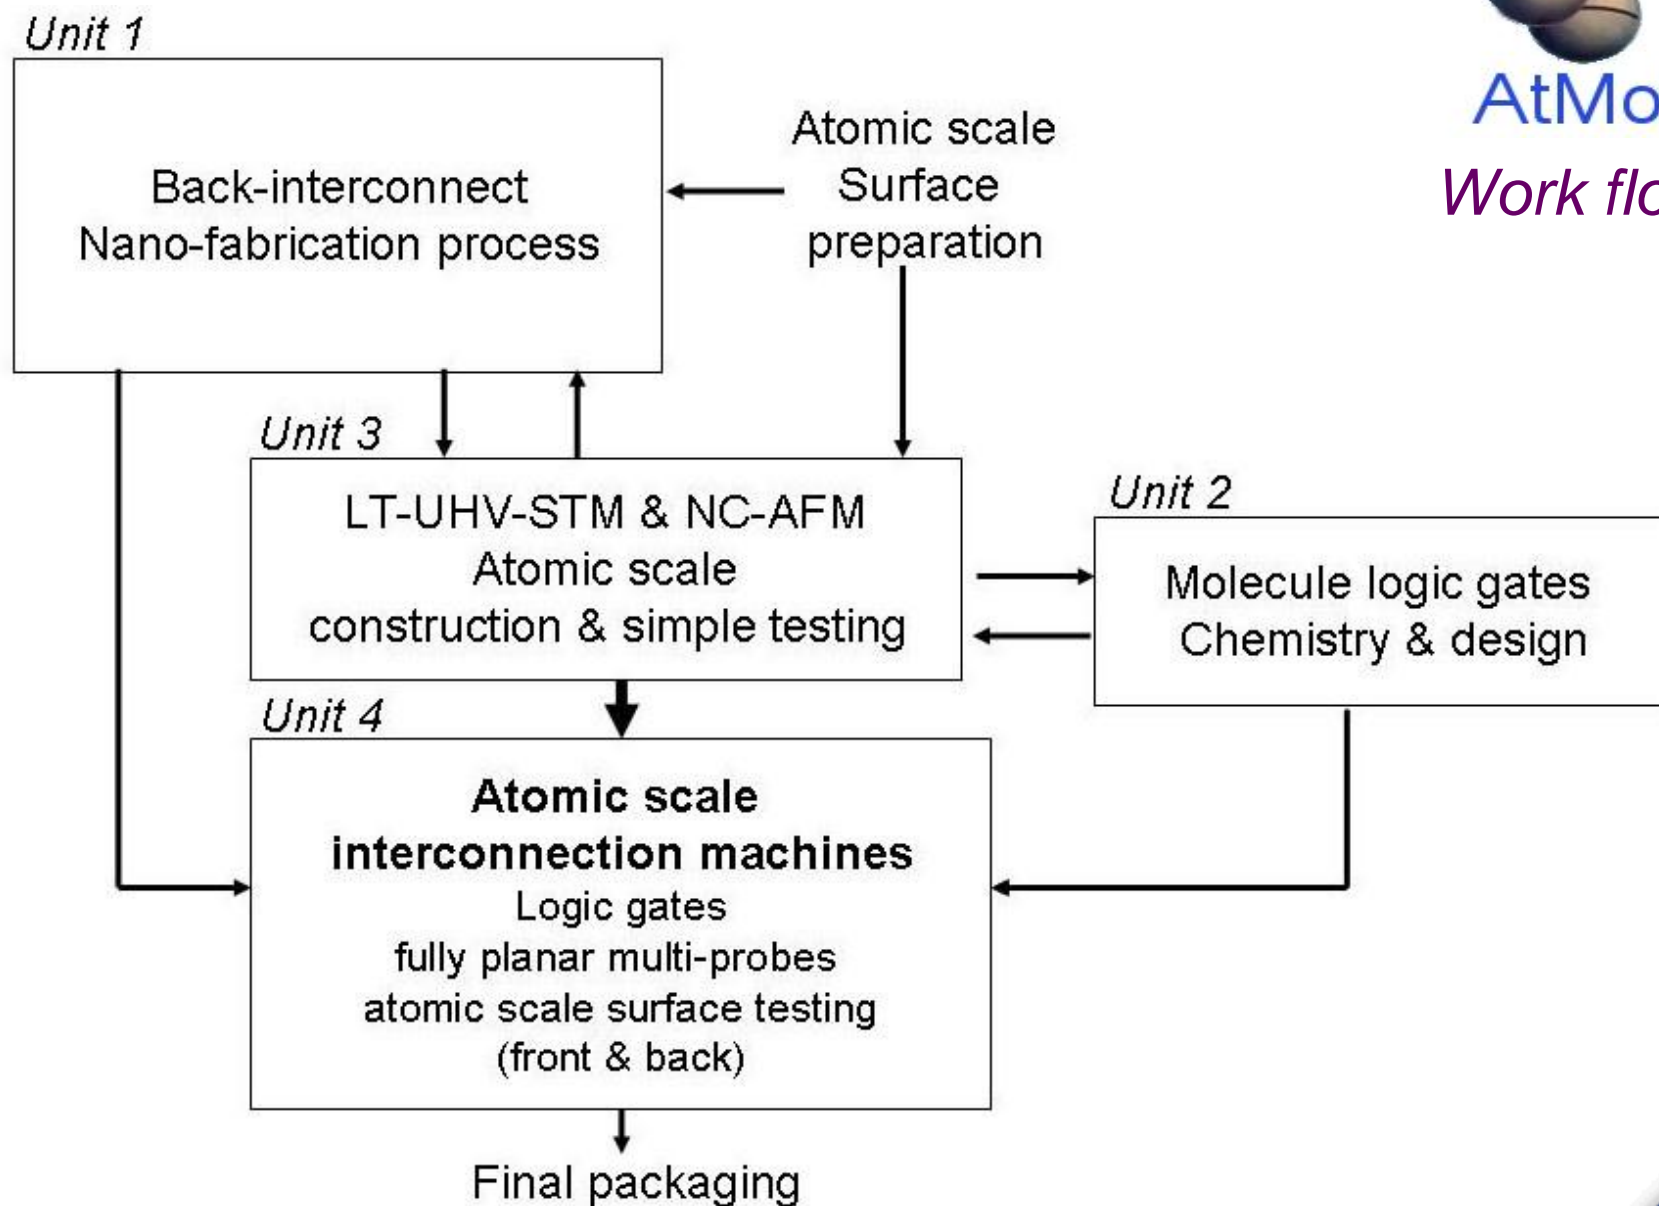 Unit 1
AtMo
Work flo
Back-interconnect
Nano-fabrication process
Atomic scale
Surface
preparation
Unit 3
LT-UHV-STM & NC-AFM
Atomic scale
construction & simple testing
Unit 2
Molecule logic gates
Chemistry & design
Unit 4
Atomic scale
interconnection machines
Logic gates
fully planar multi-probes
atomic scale surface testing
(front & back)
Final packaging